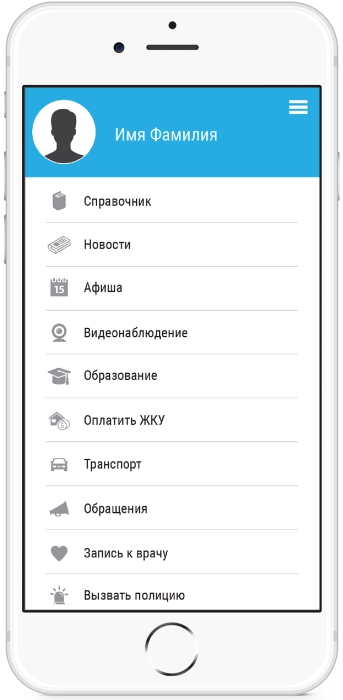 Имя Фамилия
Справочник
Новости
15
Афиша
Видеонаблюдение
Образование
Оплатить ЖКУ
Транспорт
Обращения
Запись к врачу
Вызвать полицию